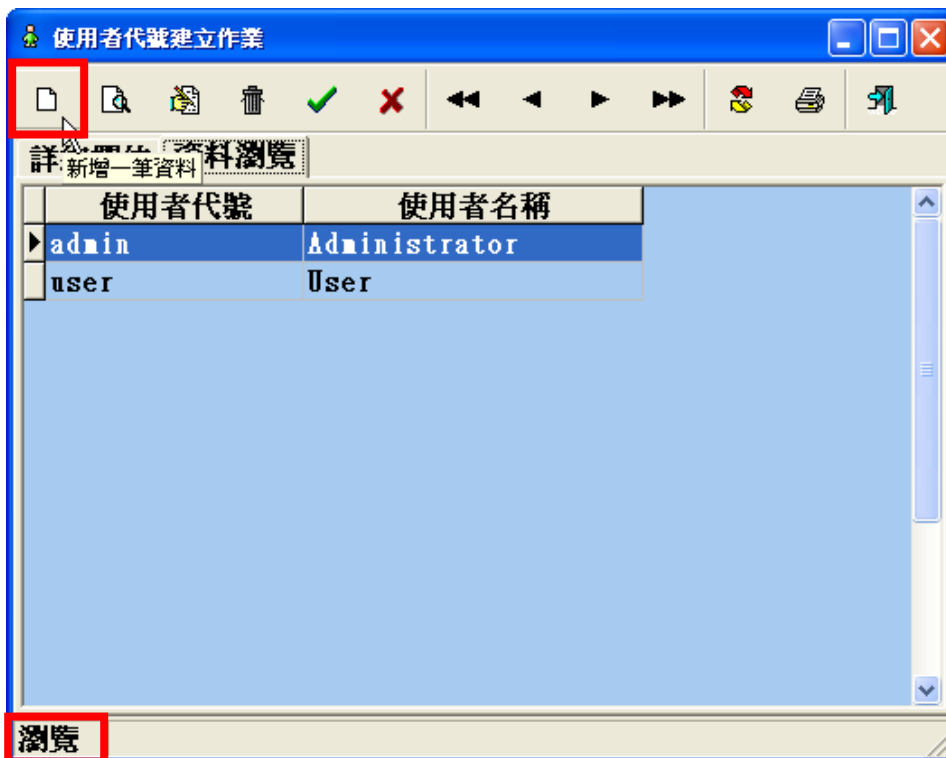 使用者代號建立作業
資料瀏覽
新增一筆資料
使用者代號 使用者名稱
admin Administrator
user User
瀏覽